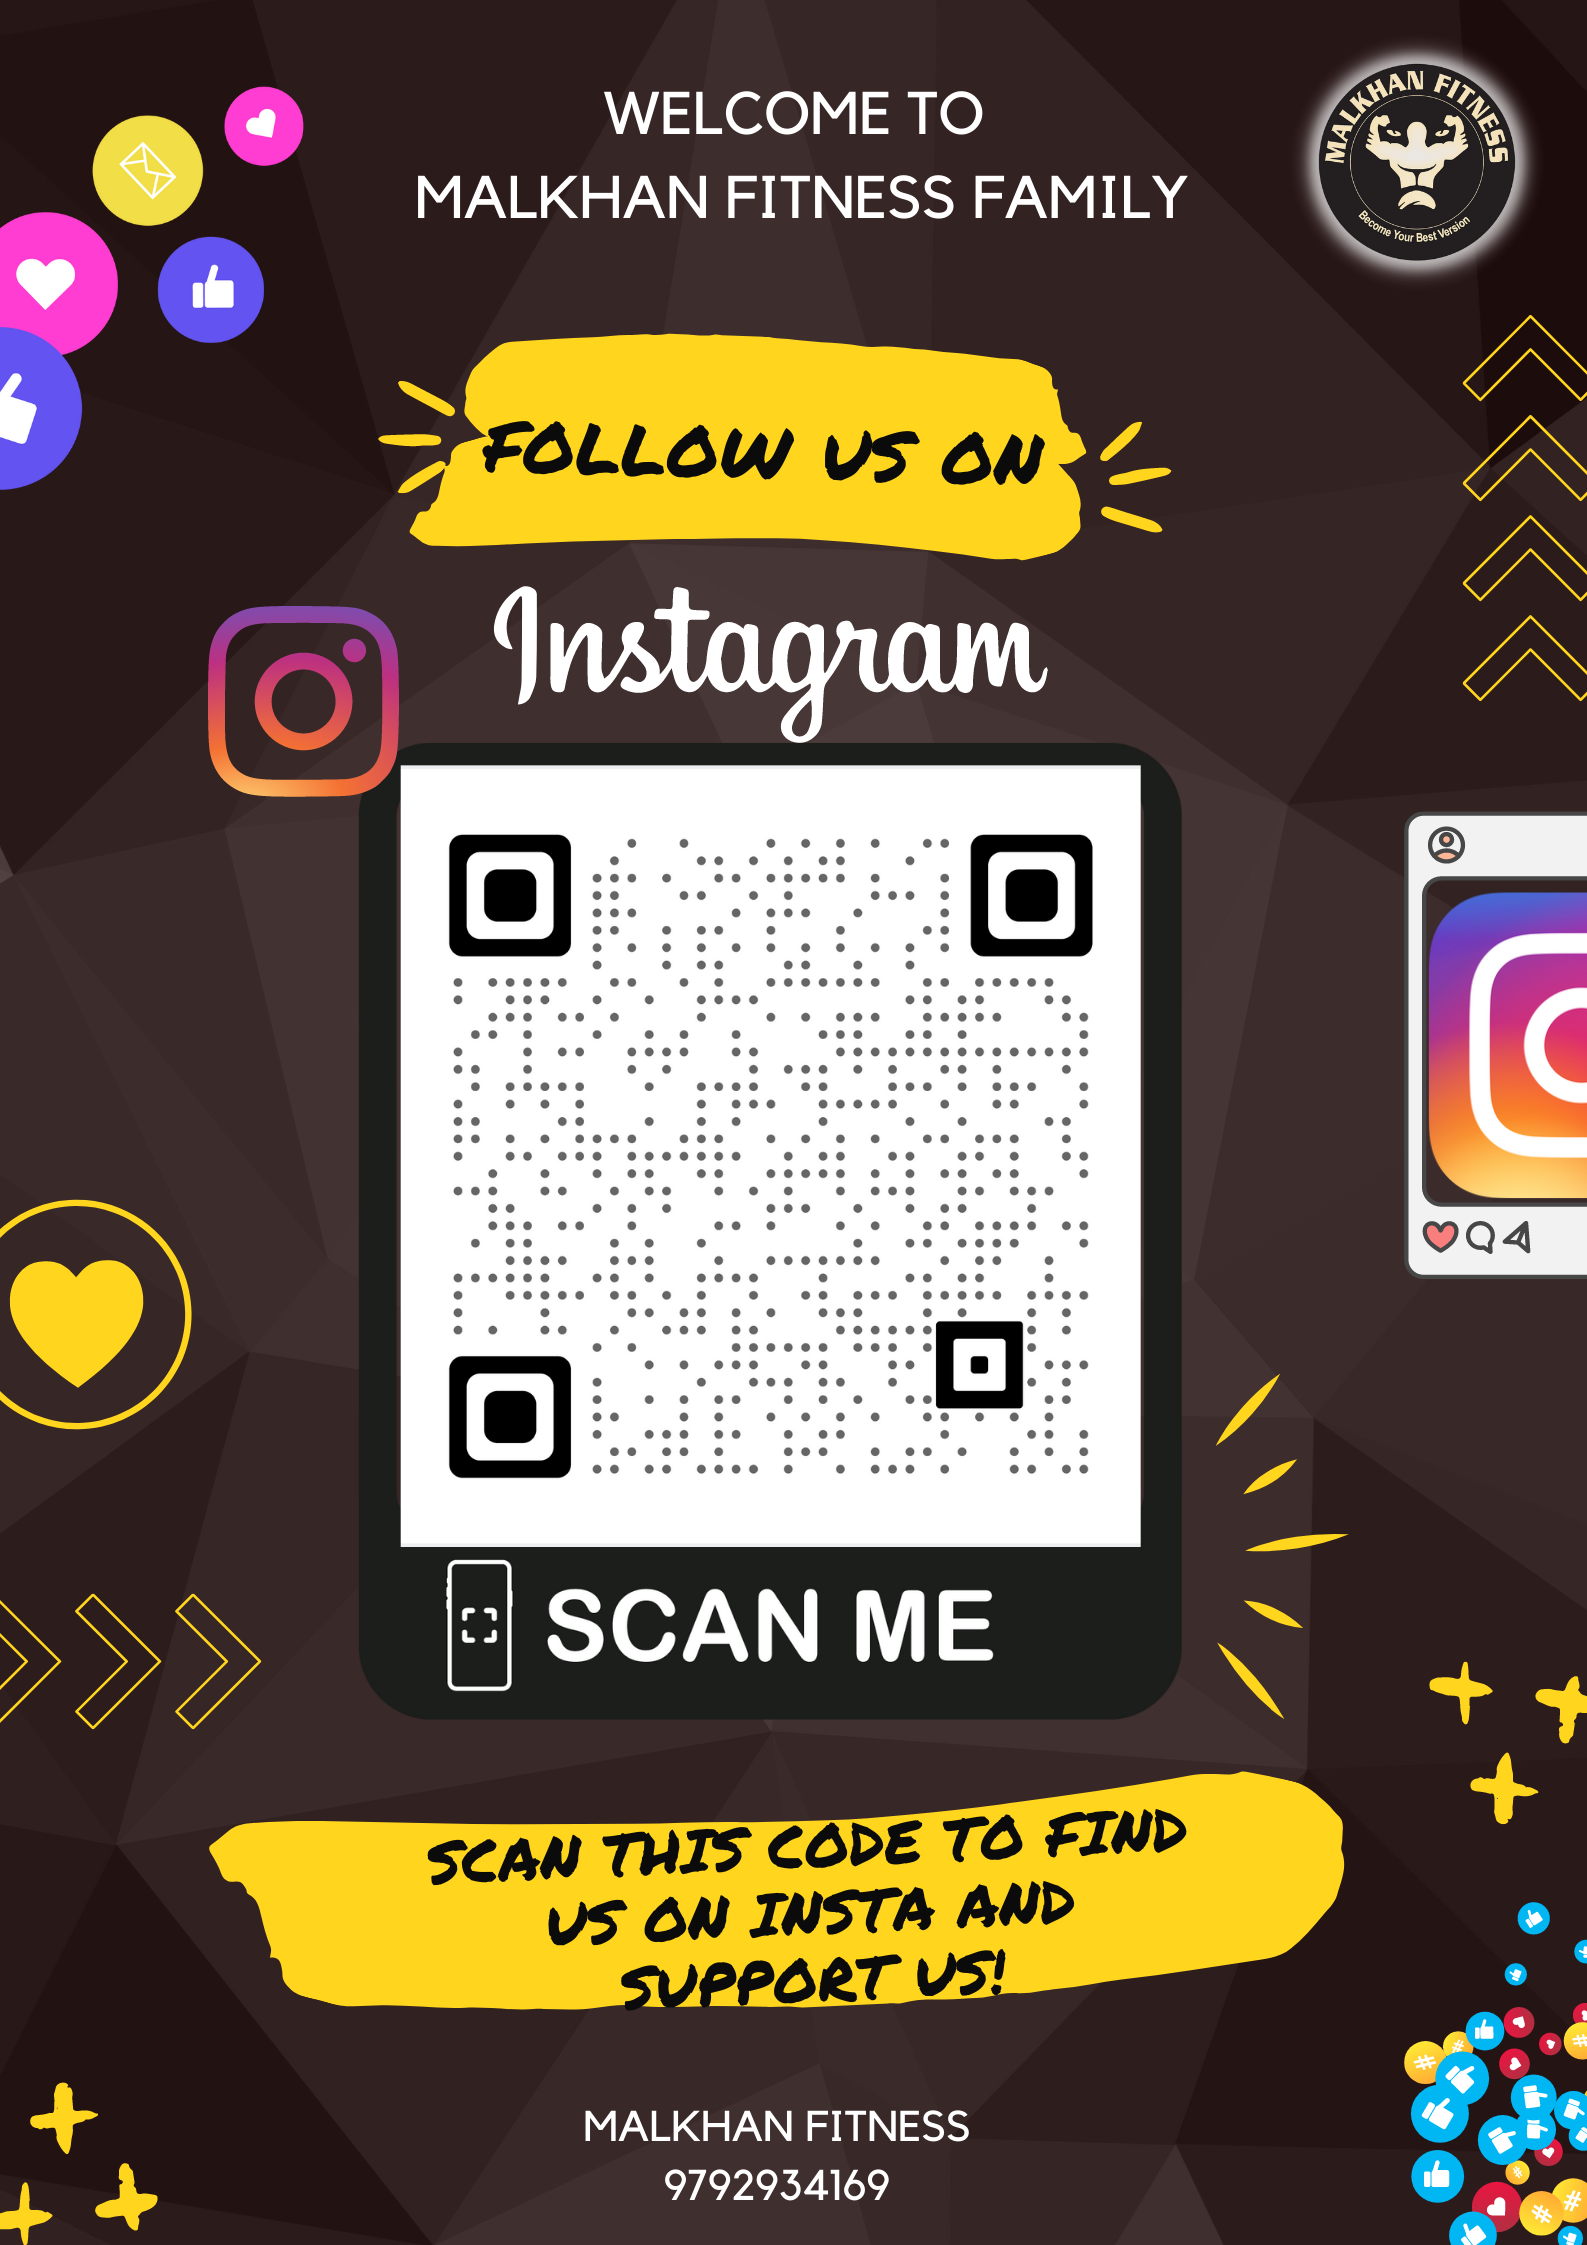 WELCOME TO
MALKHAN FITNESS FAMILY
MALKHAN FITNESS
Become Your Best Version
FOLLOW US ON
Instagram
SCAN ME
SCAN THIS CODE TO FIND
US ON INSTA AND
SUPPORT US!
MALKHAN FITNESS
9792934169